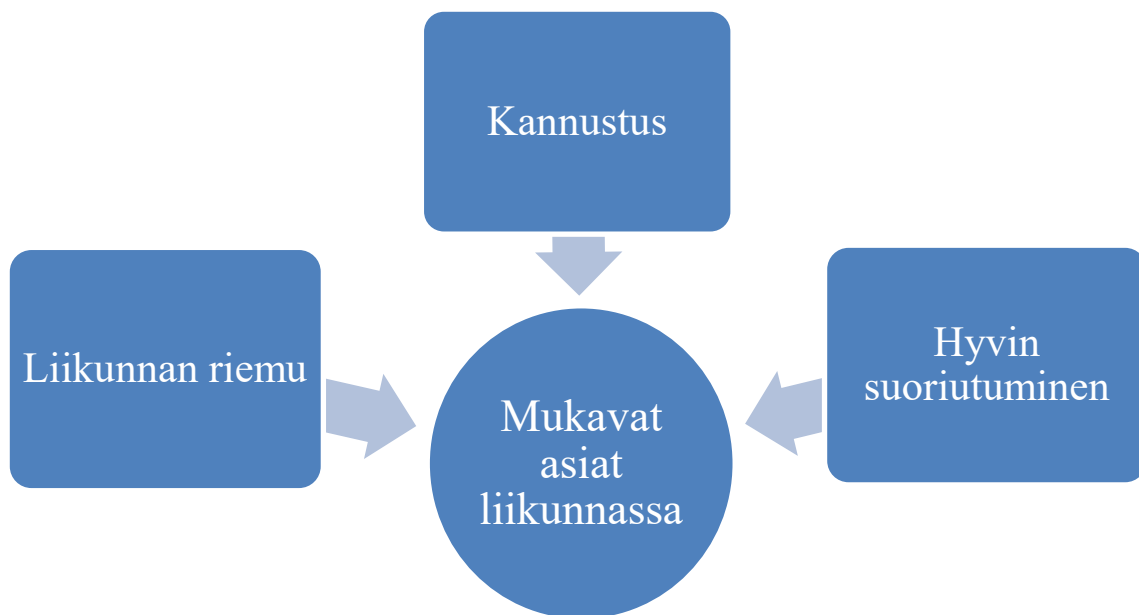 Kannustus
Liikunnan riemu
Hyvin
suoriutuminen
Mukavat
asiat
liikunnassa